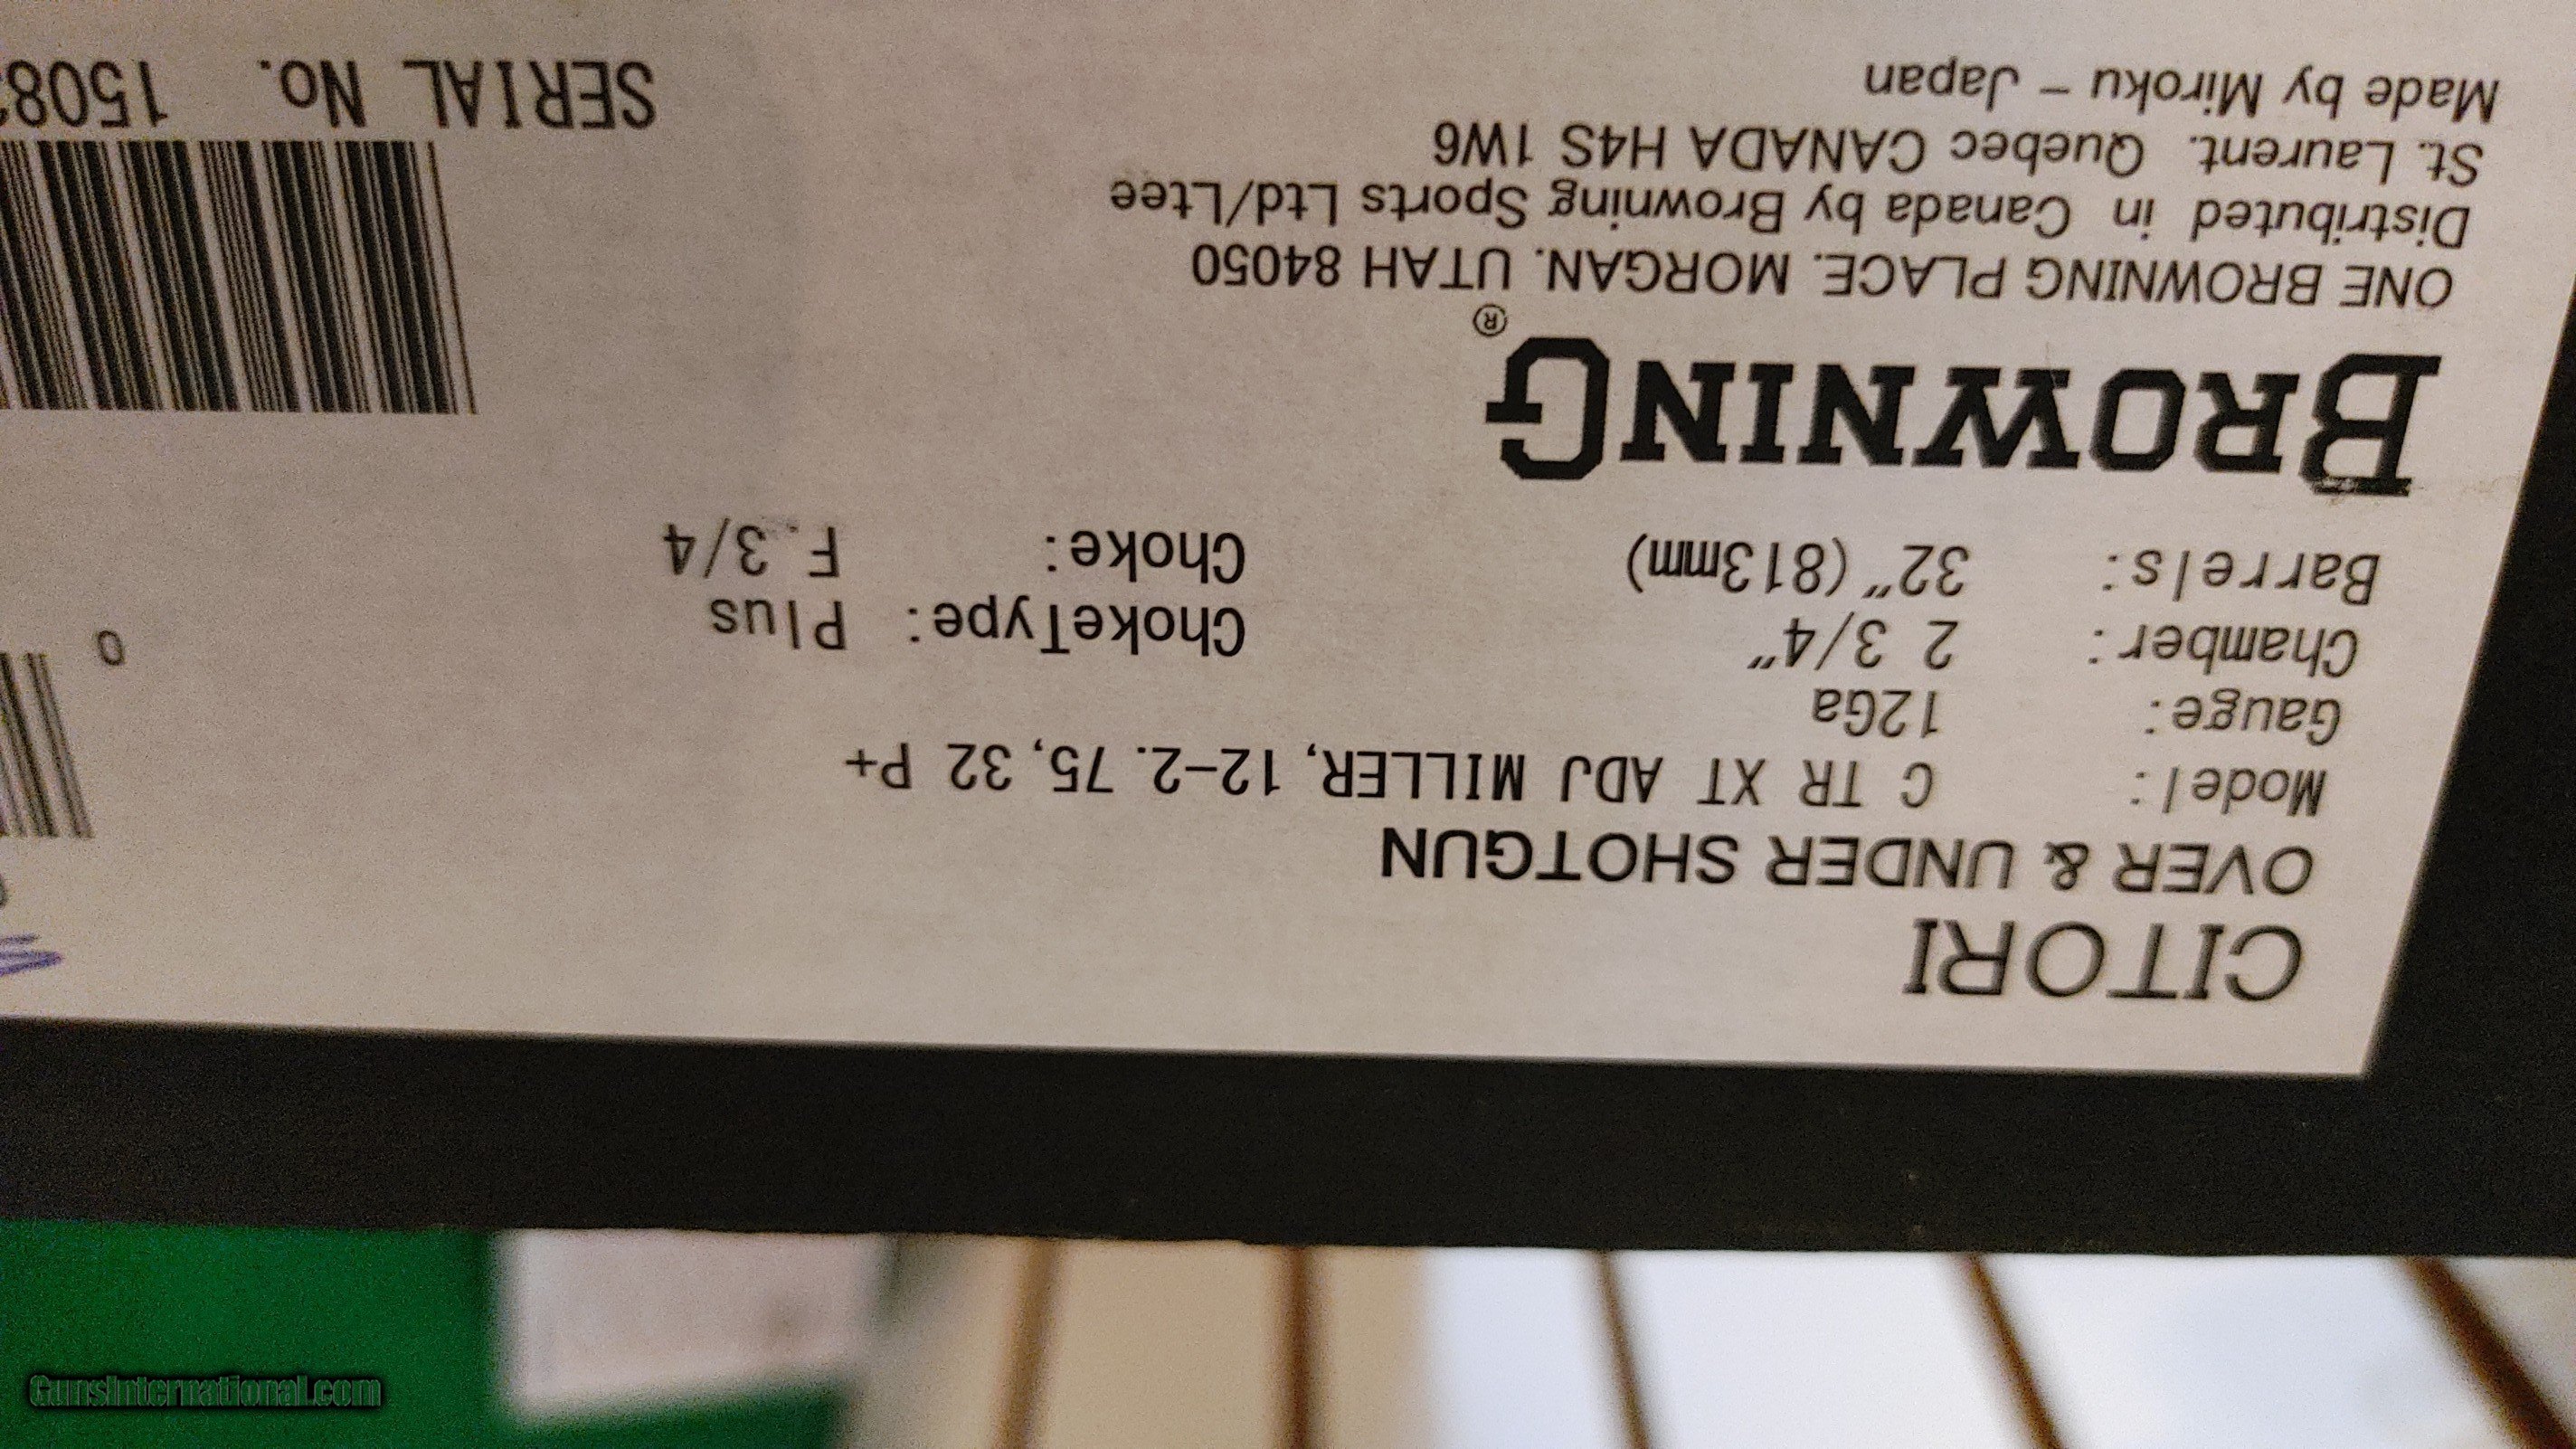 CITORI
OVER & UNDER SHOTGUN
Model: C TR XT ADJ MILLER, 12-2.75, 32 P+
Gauge: 12Ga
Chamber: 2 3/4" ChokeType: Plus
Barrels: 32" (813mm) Choke: F. 3/4
BROWNING®
ONE BROWNING PLACE. MORGAN. UTAH 84050
Distributed in Canada by Browning Sports Ltd/Ltee
St. Laurent. Quebec CANADA H4S 1W6
Made by Miroku - Japan
0
SERIAL No. 1508
GunsInternational.com